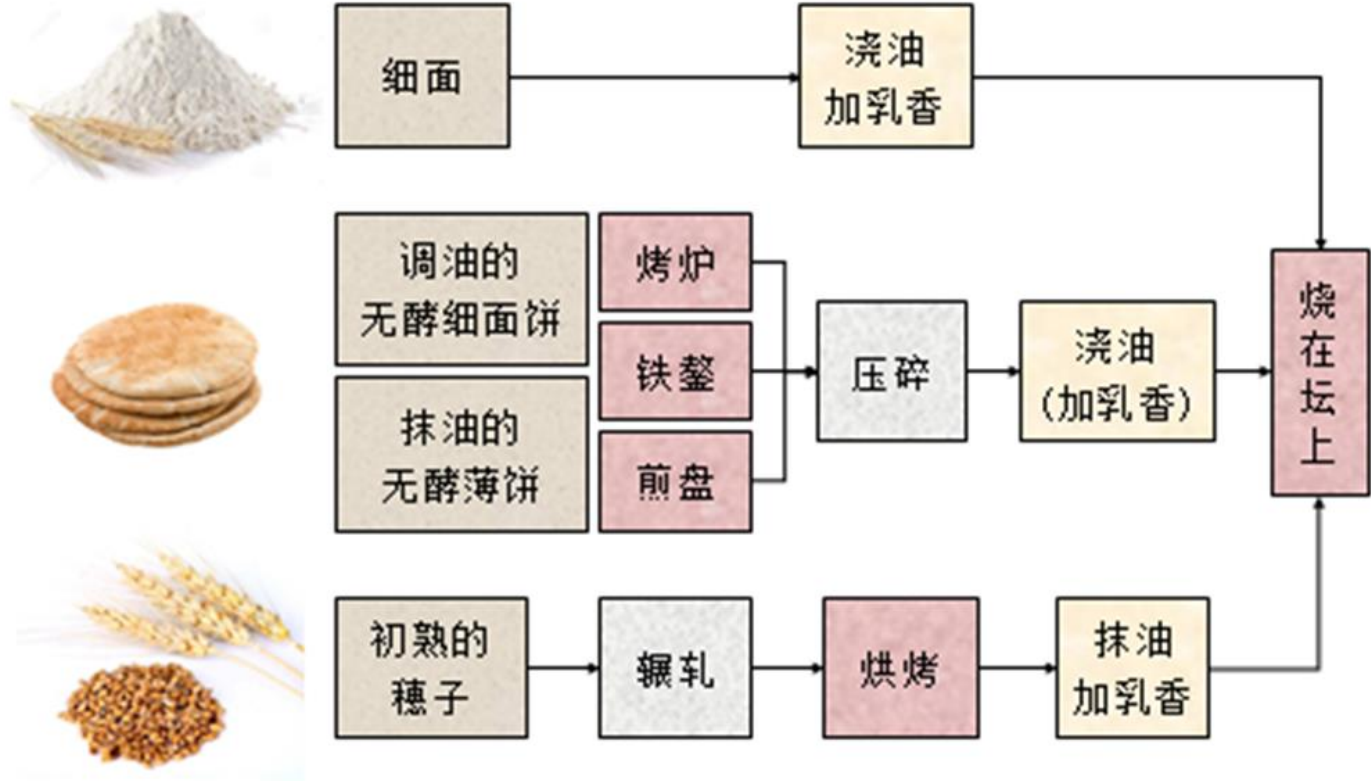 细面
浇油
加乳香
调油的
无酵细面饼
抹油的
无酵薄饼
烤炉
铁鏊
煎盘
压碎
浇油
(加乳香)
烧
在
坛
上
初熟的
穗子
辗轧
烘烤
抹油
加乳香